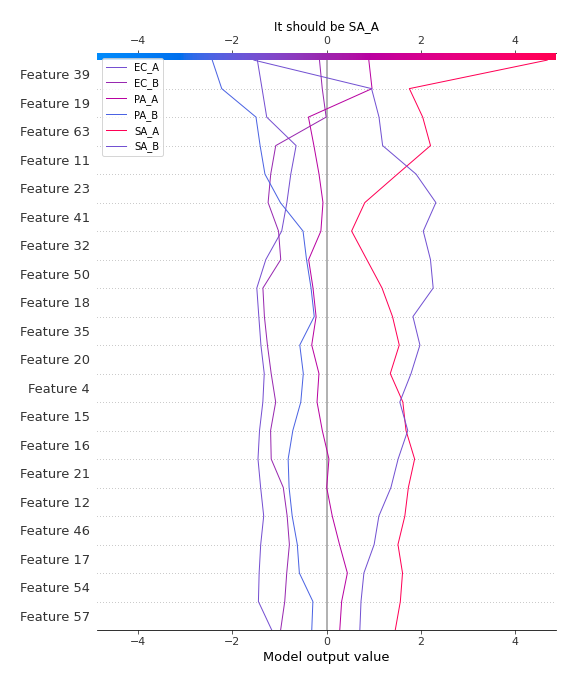 It should be SA_A
−4 −2 0 2 4
EC_A
EC_B
PA_A
PA_B
SA_A
SA_B
Feature 39
Feature 19
Feature 63
Feature 11
Feature 23
Feature 41
Feature 32
Feature 50
Feature 18
Feature 35
Feature 20
Feature 4
Feature 15
Feature 16
Feature 21
Feature 12
Feature 46
Feature 17
Feature 54
Feature 57
−4 −2 0 2 4
Model output value